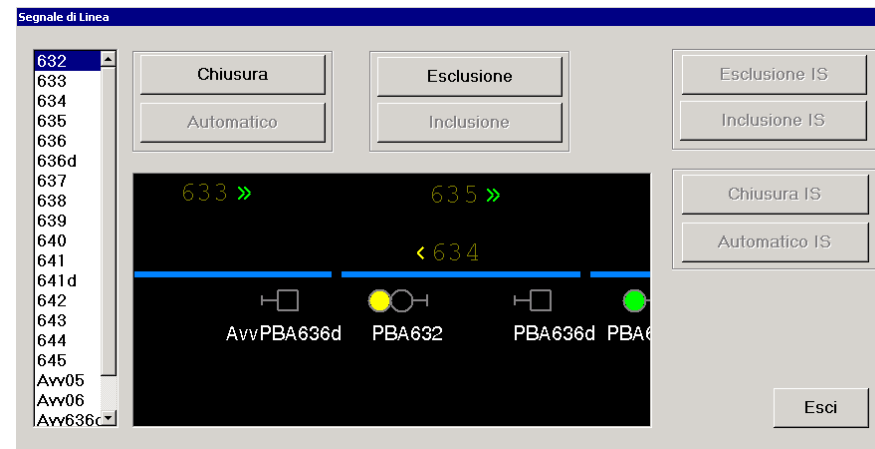 Segnale di Linea
632
633
634
635
636
636d
637
638
639
640
641
641d
642
643
644
645
Avv05
Avv06
Avv636d
Chiusura
Automatico
Esclusione
Inclusione
Esclusione IS
Inclusione IS
Chiusura IS
Automatico IS
633 »
635 »
< 634
AvvPBA636d PBA632 PBA636d PBA6
Esci